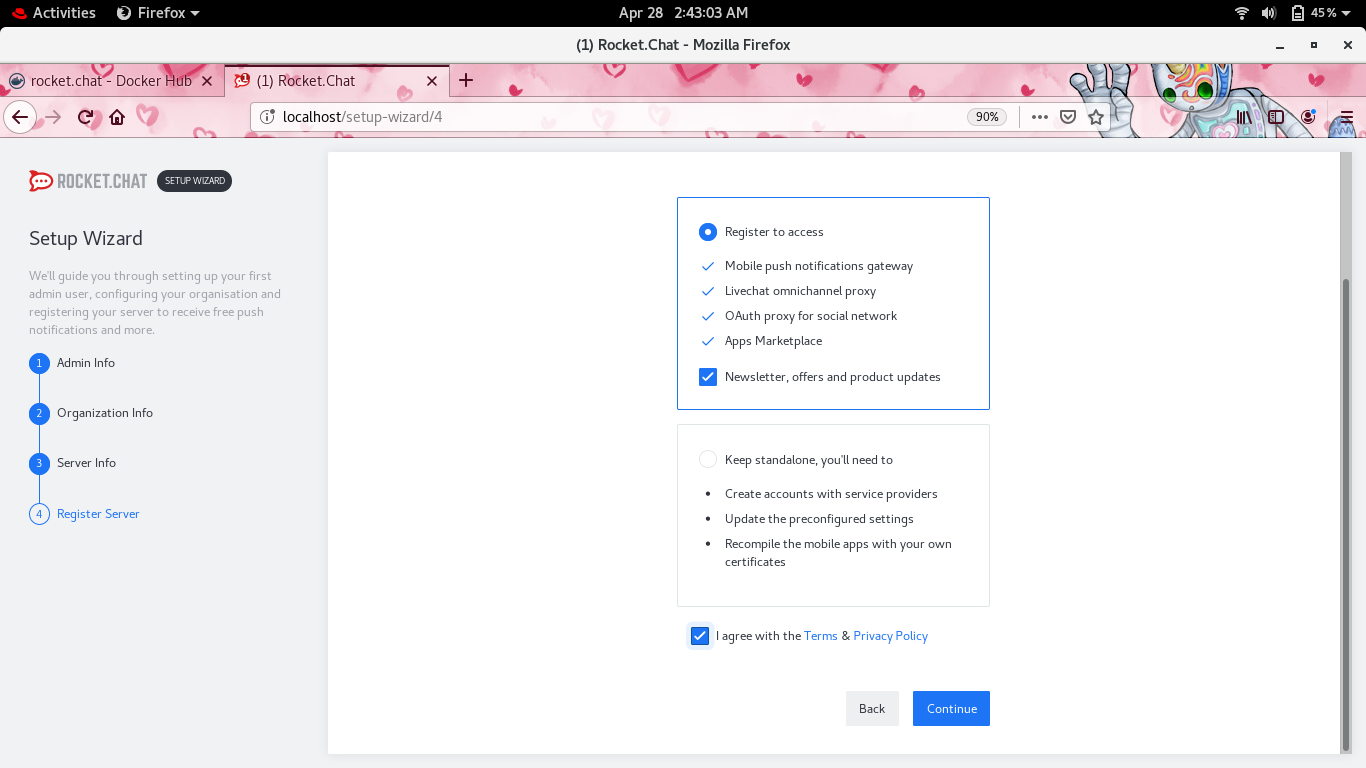 Activities Firefox Apr 28 2:43:03 AM 45%
(1) Rocket.Chat - Mozilla Firefox
rocket.chat - Docker Hub (1) Rocket.Chat
localhost/setup-wizard/4 90%
ROCKET.CHAT SETUP WIZARD
Setup Wizard
We'll guide you through setting up your first
admin user, configuring your organisation and
registering your server to receive free push
notifications and more.
1 Admin Info
2 Organization Info
3 Server Info
4 Register Server
Register to access
Mobile push notifications gateway
Livechat omnichannel proxy
OAuth proxy for social network
Apps Marketplace
Newsletter, offers and product updates
Keep standalone, you'll need to
• Create accounts with service providers
• Update the preconfigured settings
• Recompile the mobile apps with your own
certificates
I agree with the Terms & Privacy Policy
Back Continue